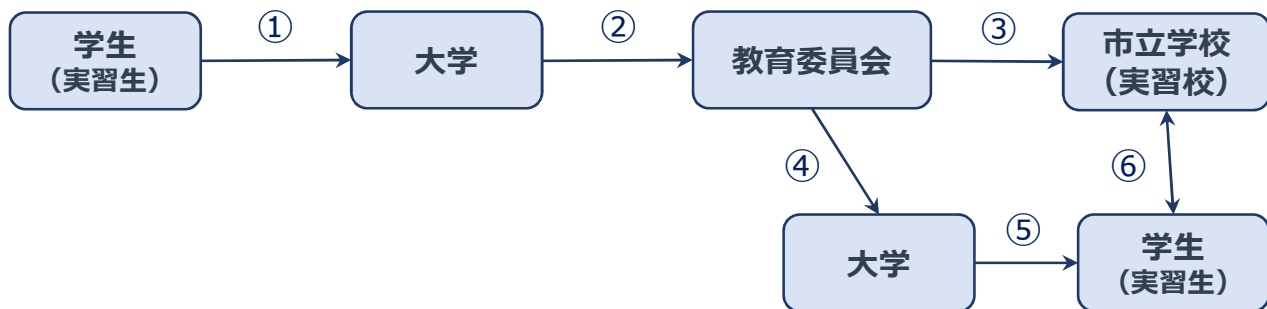 学生
（実習生）
①
大学
②
教育委員会
③
市立学校
（実習校）
④
⑥
大学
⑤
学生
（実習生）